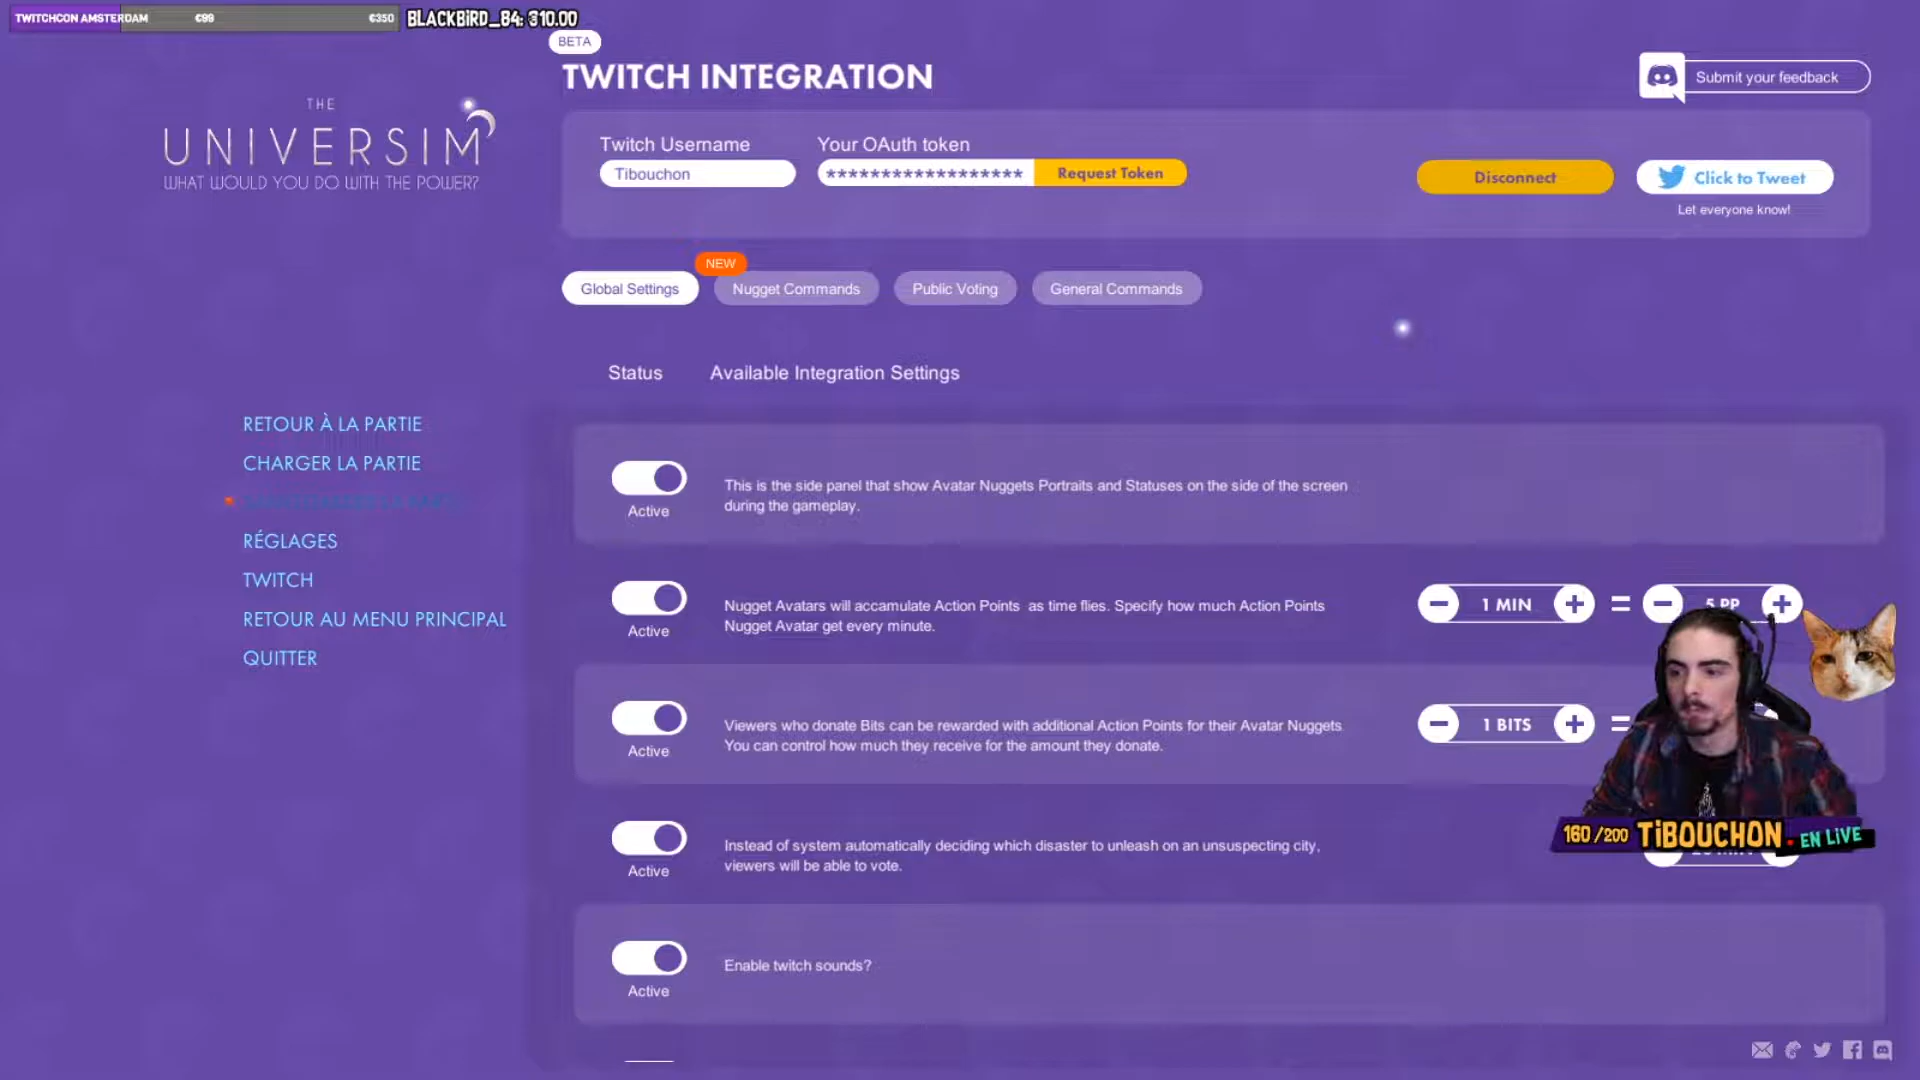 TWITCHCON AMSTERDAM €99 €350 BLACKBIRD_84: €10.00
BETA
TWITCH INTEGRATION
Submit your feedback
THE
UNIVERSIM
WHAT WOULD YOU DO WITH THE POWER?
Twitch Username
Your OAuth token
Tibouchon
******************
Request Token
Disconnect
Click to Tweet
Let everyone know!
NEW
Global Settings
Nugget Commands
Public Voting
General Commands
Status
Available Integration Settings
RETOUR À LA PARTIE
CHARGER LA PARTIE
RÉGLAGES
TWITCH
RETOUR AU MENU PRINCIPAL
QUITTER
Active
This is the side panel that show Avatar Nuggets Portraits and Statuses on the side of the screen
during the gameplay.
Active
Nugget Avatars will accamulate Action Points as time flies. Specify how much Action Points
Nugget Avatar get every minute.
1 MIN = 5 PP
Active
Viewers who donate Bits can be rewarded with additional Action Points for their Avatar Nuggets
You can control how much they receive for the amount they donate.
1 BITS =
Active
Instead of system automatically deciding which disaster to unleash on an unsuspecting city,
viewers will be able to vote.
160/200 TIBOUCHON. EN LIVE
Active
Enable twitch sounds?